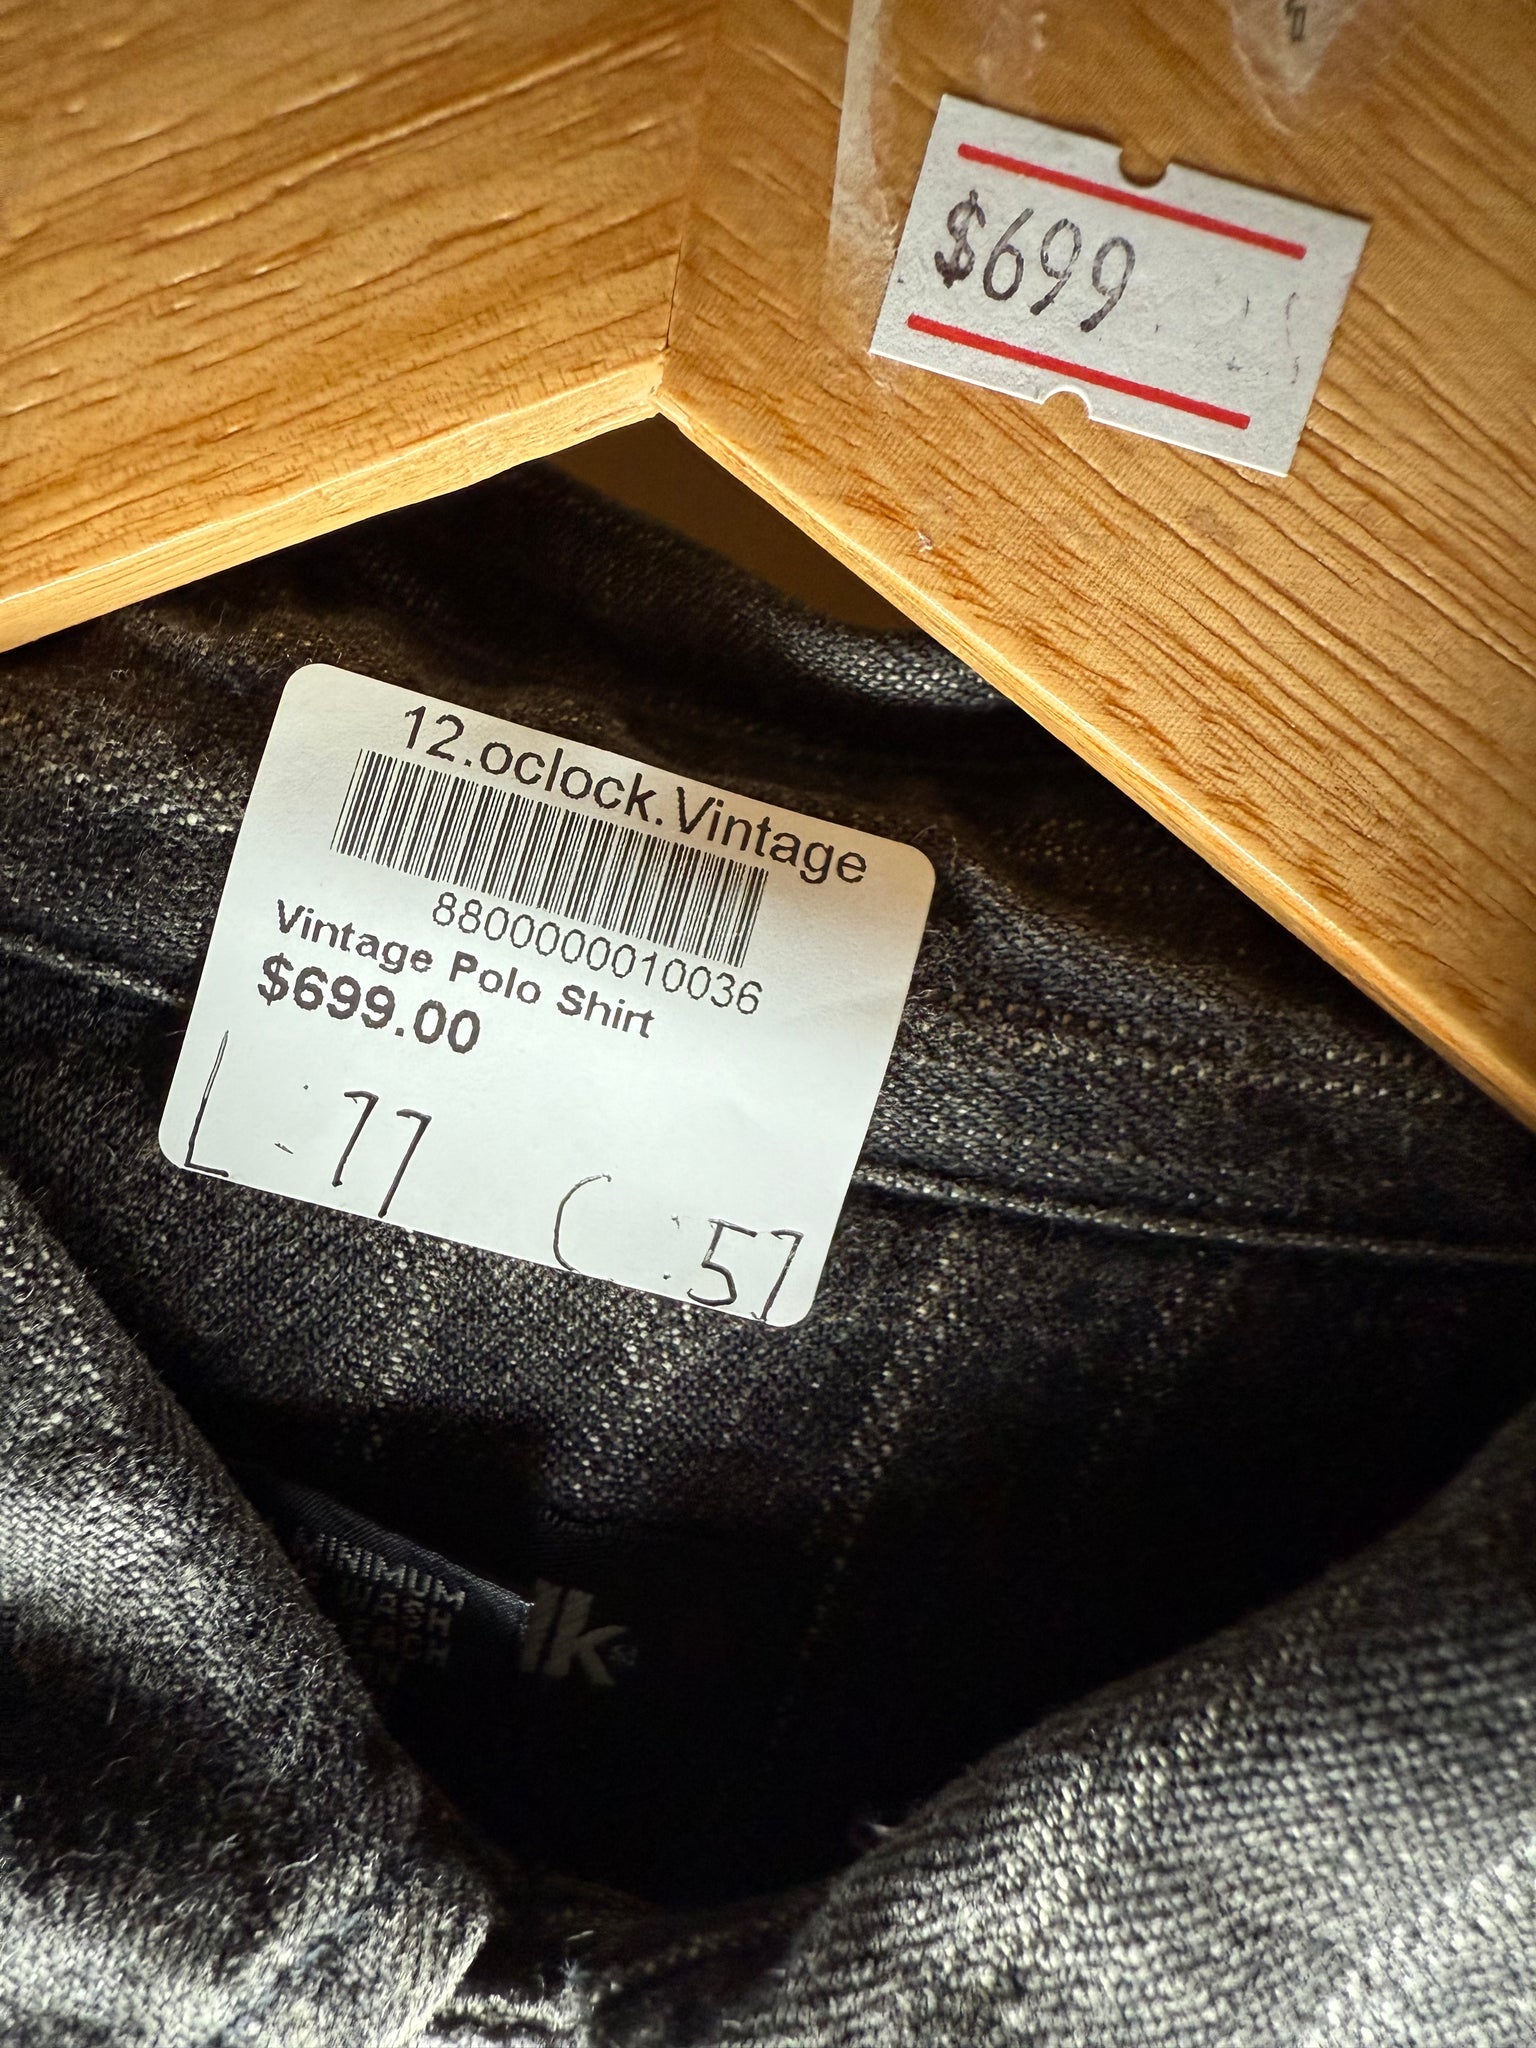 $699
12.oclock.Vintage
8800000010036
Vintage Polo Shirt
$699.00
L : 77 C : 57